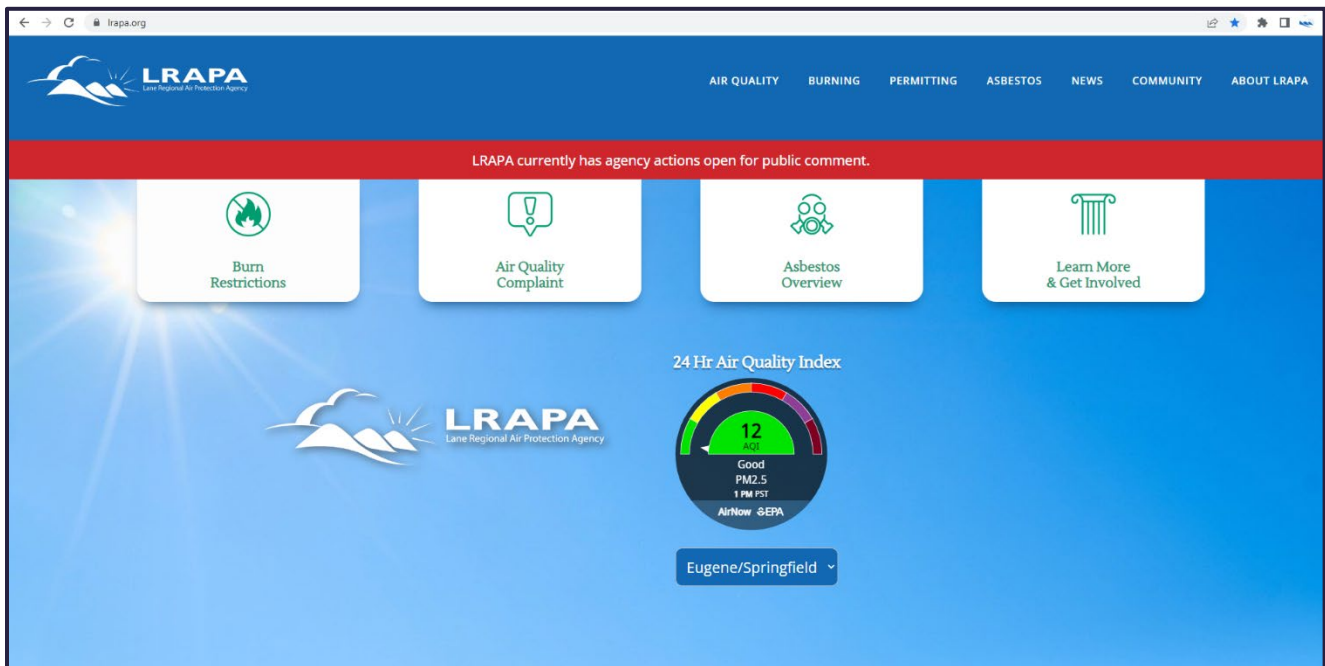 lrapa.org
LRAPA
Lane Regional Air Protection Agency
AIR QUALITY BURNING PERMITTING ASBESTOS NEWS COMMUNITY ABOUT LRAPA
LRAPA currently has agency actions open for public comment.
Burn
Restrictions
Air Quality
Complaint
Asbestos
Overview
Learn More
& Get Involved
24 Hr Air Quality Index
LRAPA
Lane Regional Air Protection Agency
12
AQI
Good
PM2.5
1 PM PST
AirNow EPA
Eugene/Springfield